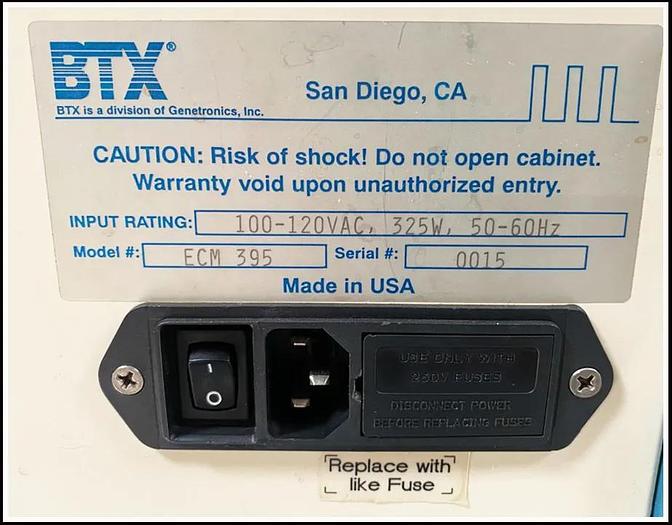 BTX®
BTX is a division of Genetronics, Inc.
San Diego, CA
CAUTION: Risk of shock! Do not open cabinet.
Warranty void upon unauthorized entry.
INPUT RATING: 100-120VAC, 325W, 50-60Hz
Model #: ECM 395 Serial #: 0015
Made in USA
I
O
USE ONLY WITH
250V FUSES
DISCONNECT POWER
BEFORE REPLACING FUSES
Replace with
like Fuse